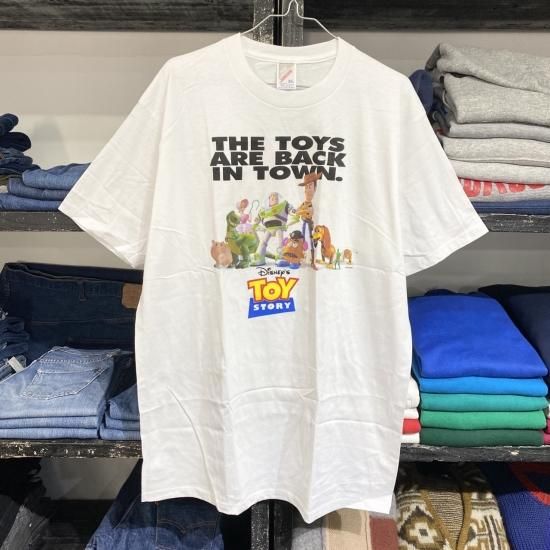 THE TOYS
ARE BACK
IN TOWN.
DISNEY'S
TOY
STORY